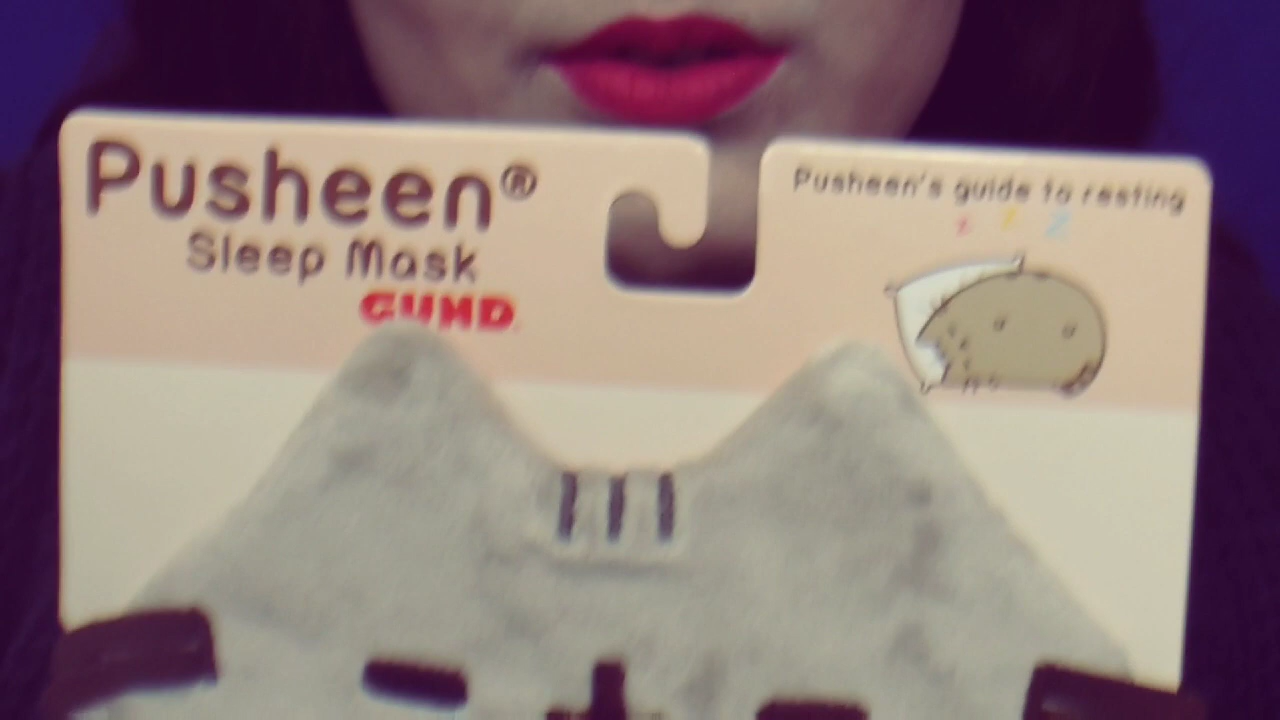 Pusheen®
Sleep Mask
GUND
Pusheen's guide to resting
z z z